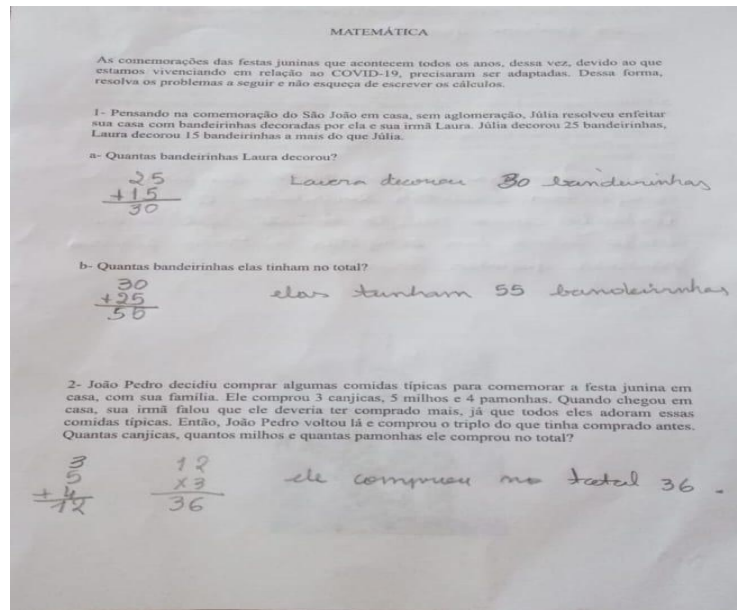 MATEMÁTICA
As comemorações das festas juninas que acontecem todos os anos, dessa vez, devido ao que
estamos vivenciando em relação ao COVID-19, precisaram ser adaptadas. Dessa forma,
resolva os problemas a seguir e não esqueça de escrever os cálculos.
1- Pensando na comemoração do São João em casa, sem aglomeração, Júlia resolveu enfeitar
sua casa com bandeirinhas decoradas por ela e sua irmã Laura. Júlia decorou 25 bandeirinhas,
Laura decorou 15 bandeirinhas a mais do que Júlia.
a- Quantas bandeirinhas Laura decorou?
25
+15
30
Laura decorou 30 bandeirinhas
b- Quantas bandeirinhas elas tinham no total?
30
+25
55
elas tinham 55 bandeirinhas
2- João Pedro decidiu comprar algumas comidas típicas para comemorar a festa junina em
casa, com sua família. Ele comprou 3 canjicas, 5 milhos e 4 pamonhas. Quando chegou em
casa, sua irmã falou que ele deveria ter comprado mais, já que todos eles adoram essas
comidas típicas. Então, João Pedro voltou lá e comprou o triplo do que tinha comprado antes.
Quantas canjicas, quantos milhos e quantas pamonhas ele comprou no total?
3
5
+4
12
12
x3
36
ele comprou no total 36.